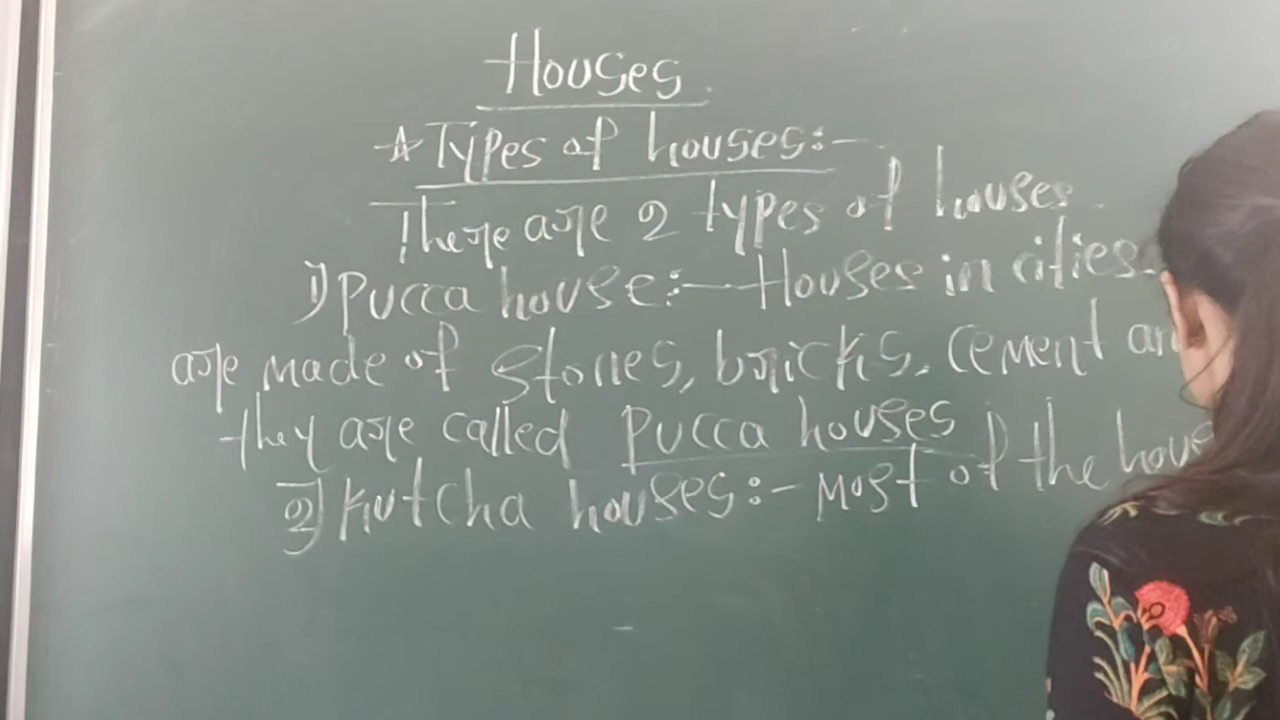 Houses.
* Types of houses:-
There are 2 types of houses.
1) Pucca house:- Houses in cities
are made of stones, bricks, cement
they are called pucca houses
2) Kutcha houses:- Most of the